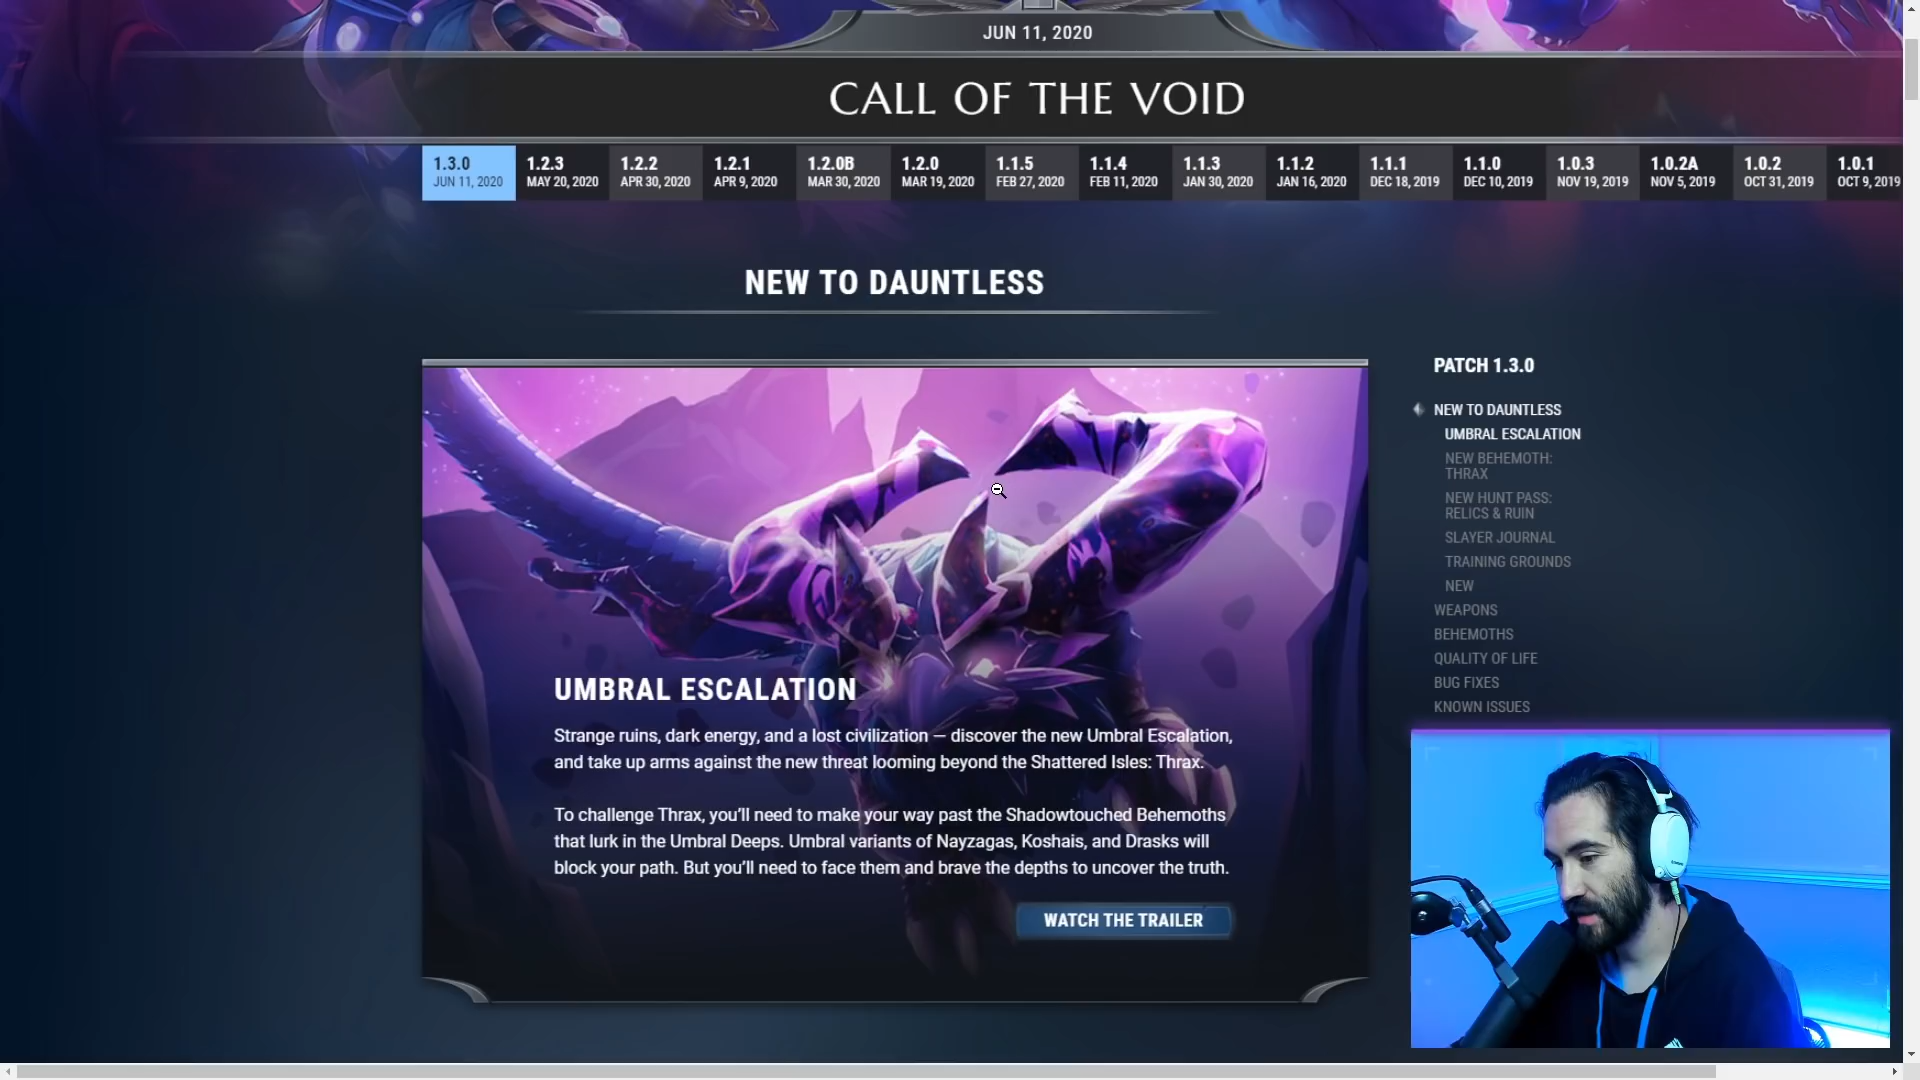 JUN 11, 2020
CALL OF THE VOID
1.3.0 1.2.3 1.2.2 1.2.1 1.2.0B 1.2.0 1.1.5 1.1.4 1.1.3 1.1.2 1.1.1 1.1.0 1.0.3 1.0.2A 1.0.2 1.0.1
JUN 11, 2020 MAY 20, 2020 APR 30, 2020 APR 9, 2020 MAR 30, 2020 MAR 19, 2020 FEB 27, 2020 FEB 11, 2020 JAN 30, 2020 JAN 16, 2020 DEC 18, 2019 DEC 10, 2019 NOV 19, 2019 NOV 5, 2019 OCT 31, 2019 OCT 9, 2019
NEW TO DAUNTLESS
UMBRAL ESCALATION
Strange ruins, dark energy, and a lost civilization — discover the new Umbral Escalation,
and take up arms against the new threat looming beyond the Shattered Isles: Thrax.
To challenge Thrax, you’ll need to make your way past the Shadowtouched Behemoths
that lurk in the Umbral Deeps. Umbral variants of Nayzagas, Koshais, and Drasks will
block your path. But you’ll need to face them and brave the depths to uncover the truth.
WATCH THE TRAILER
PATCH 1.3.0
NEW TO DAUNTLESS
UMBRAL ESCALATION
NEW BEHEMOTH:
THRAX
NEW HUNT PASS:
RELICS & RUIN
SLAYER JOURNAL
TRAINING GROUNDS
NEW
WEAPONS
BEHEMOTHS
QUALITY OF LIFE
BUG FIXES
KNOWN ISSUES